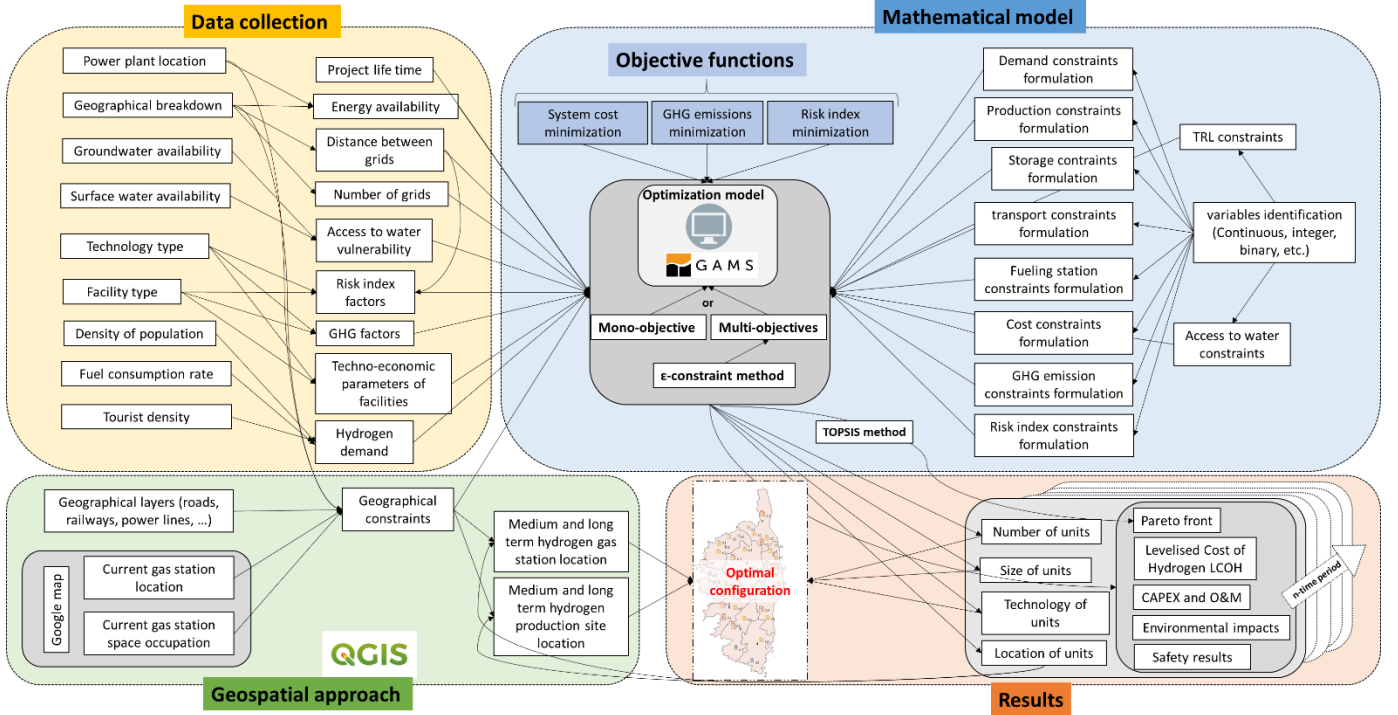 Data collection
Power plant location
Geographical breakdown
Groundwater availability
Surface water availability
Technology type
Facility type
Density of population
Fuel consumption rate
Tourist density
Project life time
Energy availability
Distance between
grids
Number of grids
Access to water
vulnerability
Risk index
factors
GHG factors
Techno-economic
parameters of
facilities
Hydrogen
demand
Mathematical model
Objective functions
System cost
minimization
GHG emissions
minimization
Risk index
minimization
Optimization model
GAMS
or
Mono-objective
Multi-objectives
ε-constraint method
Demand constraints
formulation
Production constraints
formulation
Storage contraints
formulation
transport constraints
formulation
Fueling station
constraints formulation
Cost constraints
formulation
GHG emission
constraints formulation
Risk index constraints
formulation
TRL constraints
variables identification
(Continuous, integer,
binary, etc.)
Access to water
constraints
TOPSIS method
Geographical layers (roads,
railways, power lines, ...)
Google map
Current gas station
location
Current gas station
space occupation
Geographical
constraints
Medium and long
term hydrogen gas
station location
Medium and long
term hydrogen
production site
location
QGIS
Geospatial approach
Optimal
configuration
Number of units
Size of units
Technology of
units
Location of units
Pareto front
Levelised Cost of
Hydrogen LCOH
CAPEX and O&M
Environmental impacts
Safety results
n-time period
Results